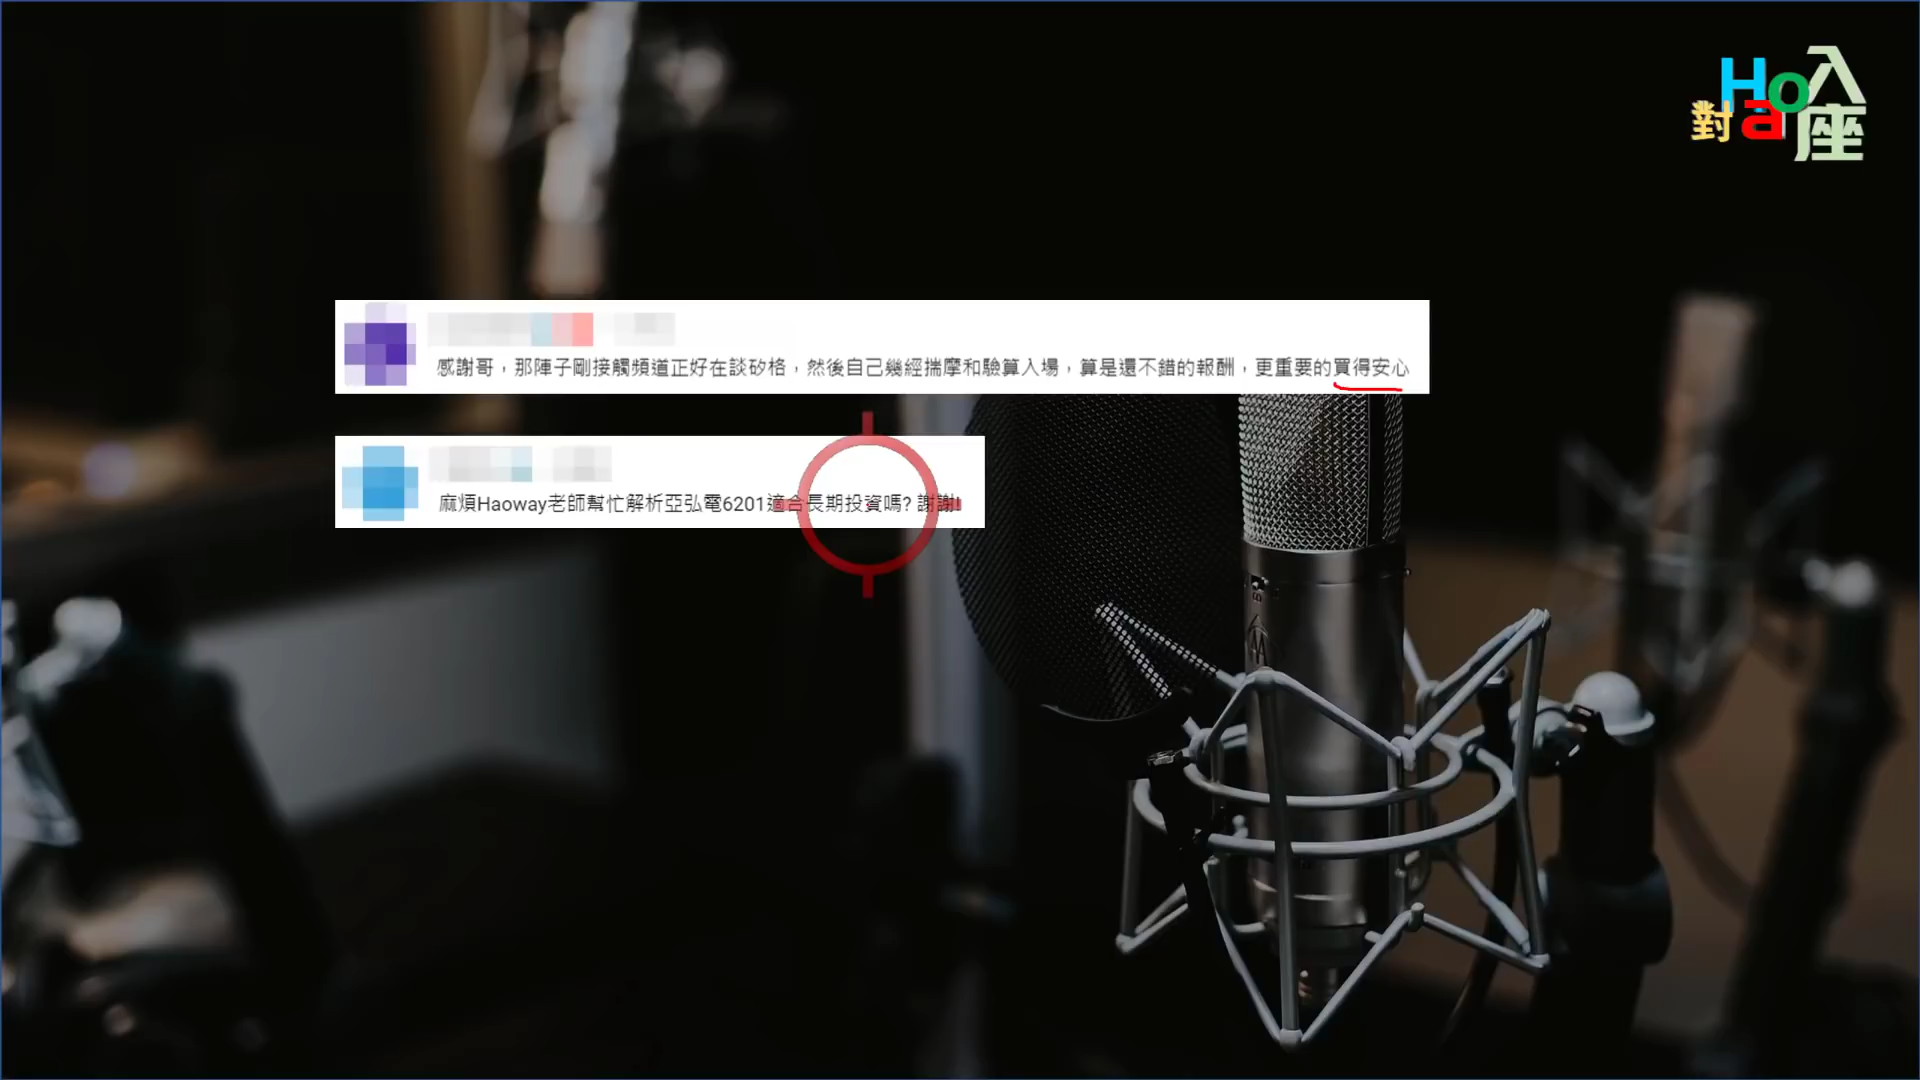 對Hao入座
感謝哥，那陣子剛接觸頻道正好在談矽格，然後自己幾經揣摩和驗算入場，算是還不錯的報酬，更重要的買得安心
麻煩Haoway老師幫忙解析亞弘電6201適合長期投資嗎? 謝謝!